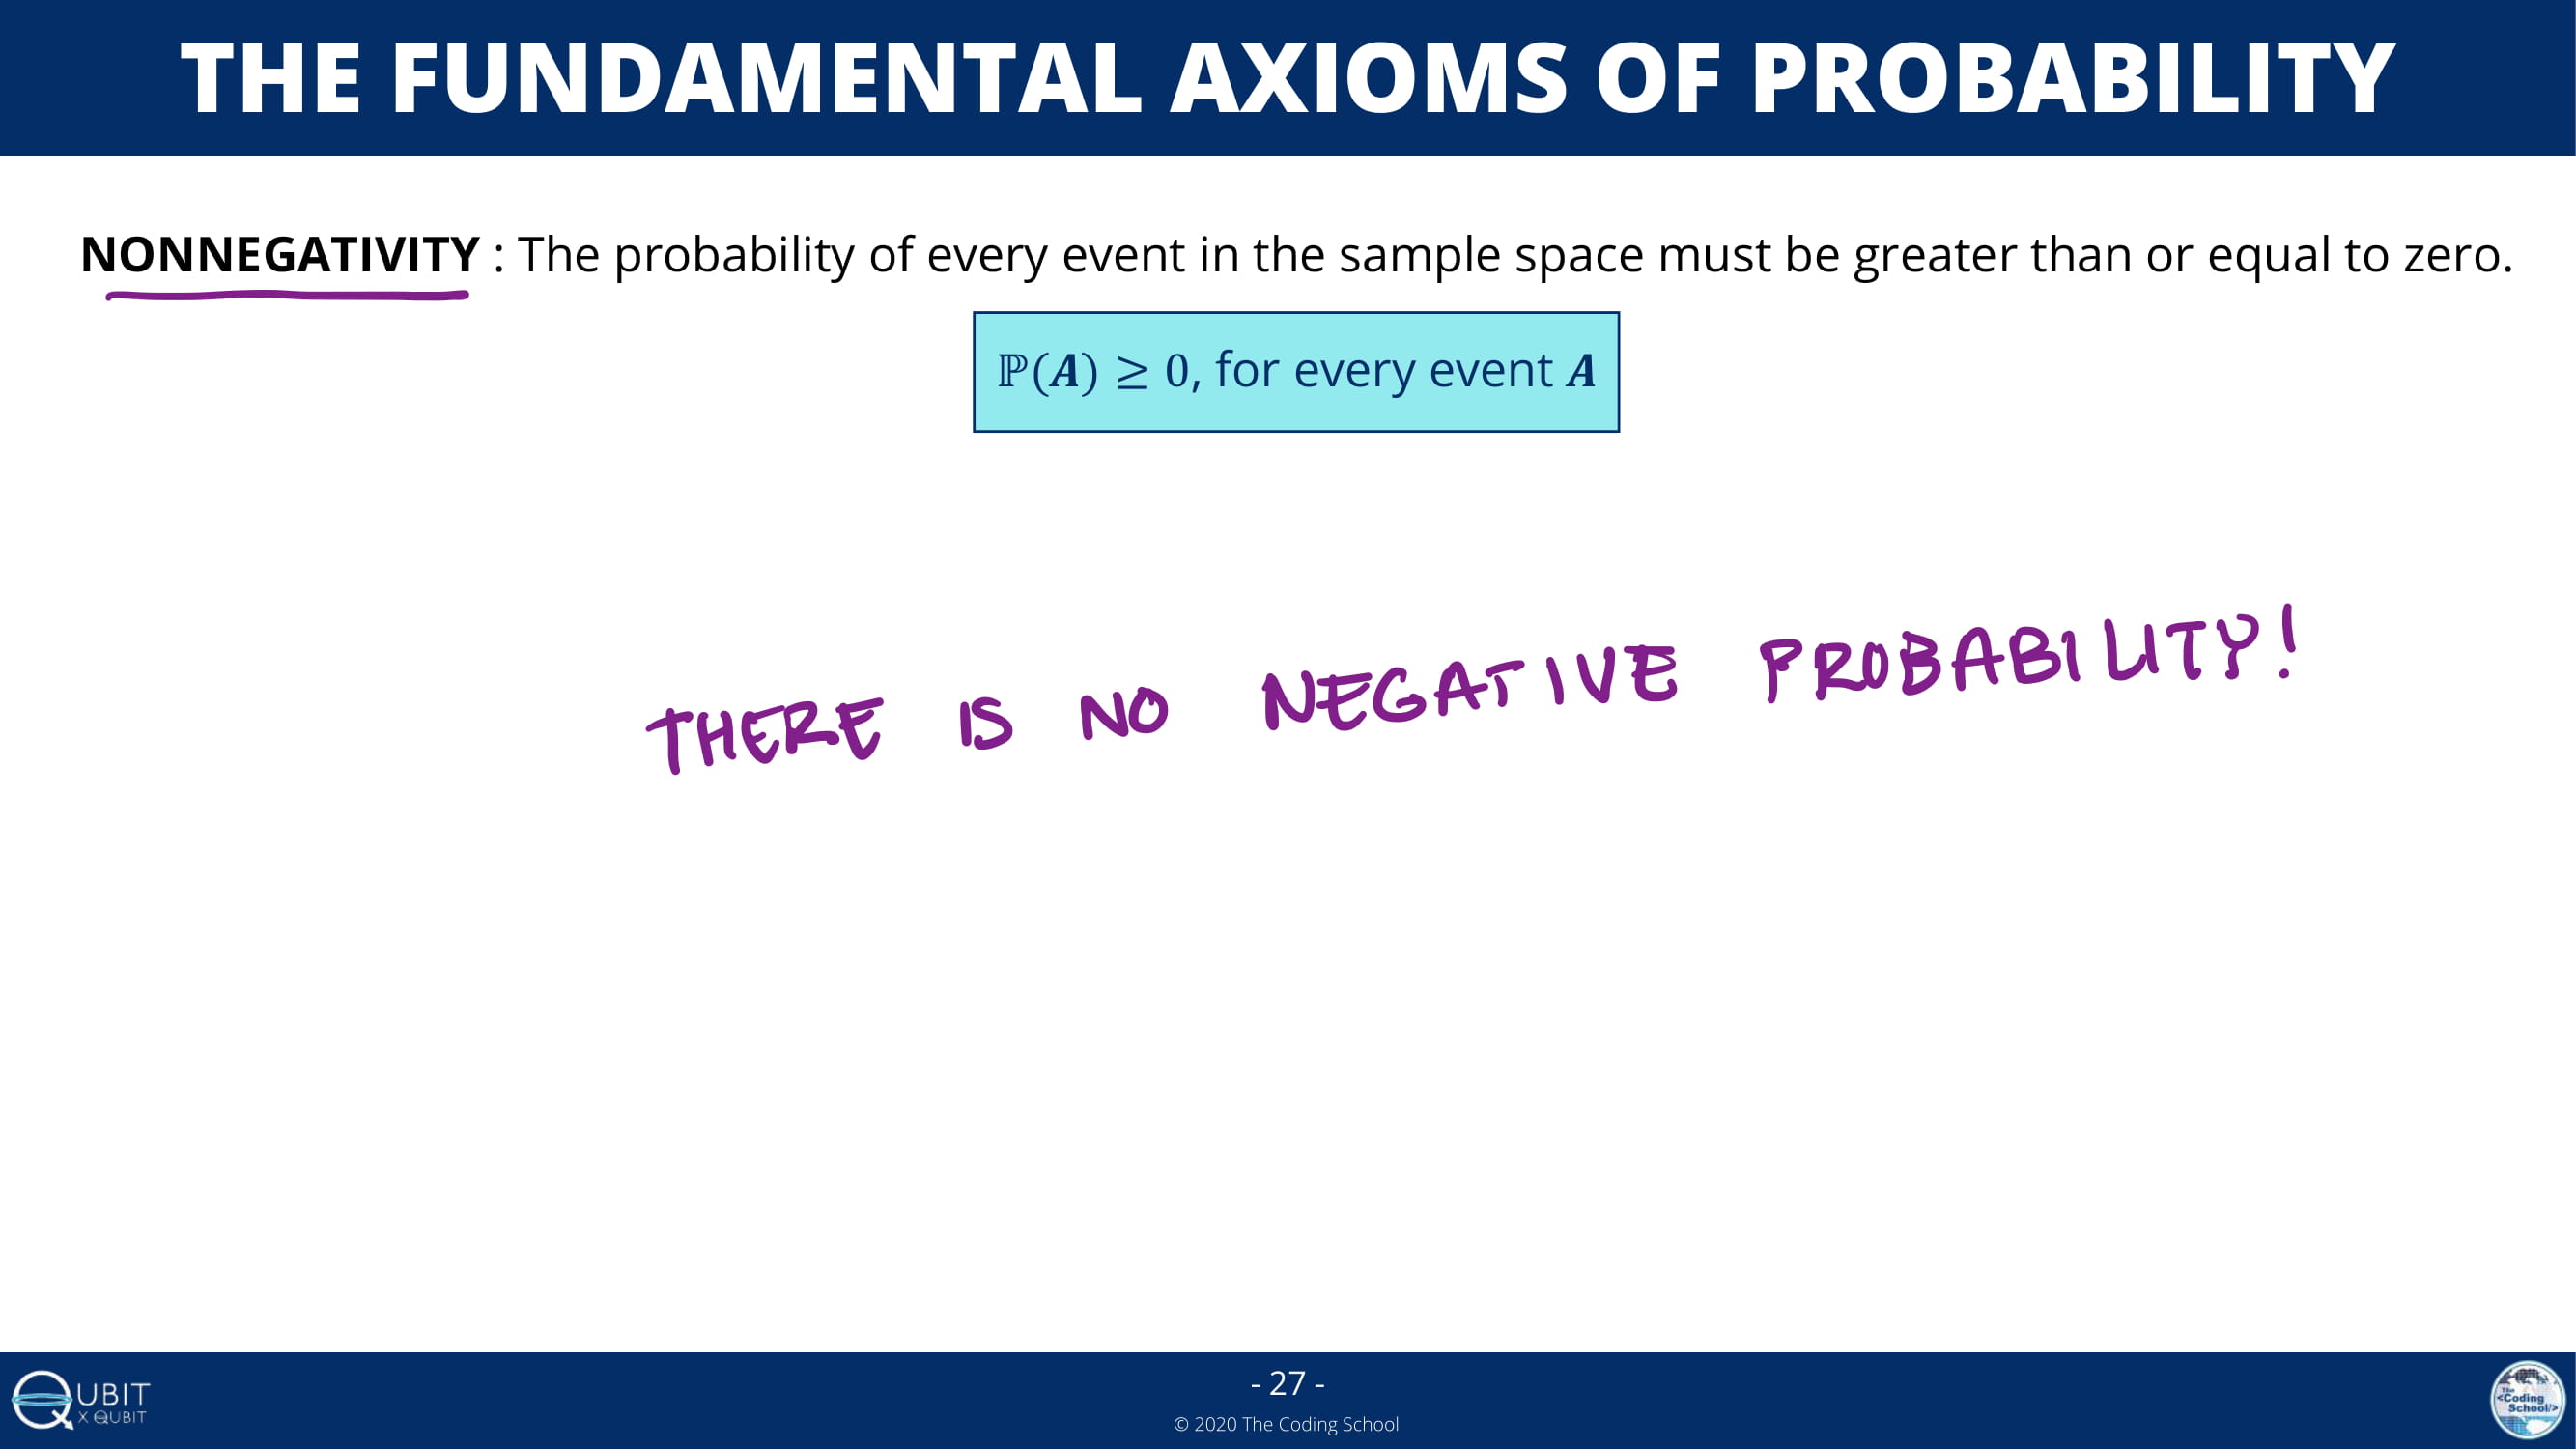 THE FUNDAMENTAL AXIOMS OF PROBABILITY
NONNEGATIVITY : The probability of every event in the sample space must be greater than or equal to zero.
ℙ(A) ≥ 0, for every event A
THERE IS NO NEGATIVE PROBABILITY!
QUBIT
X QUBIT
- 27 -
© 2020 The Coding School
The
<Coding
School/>